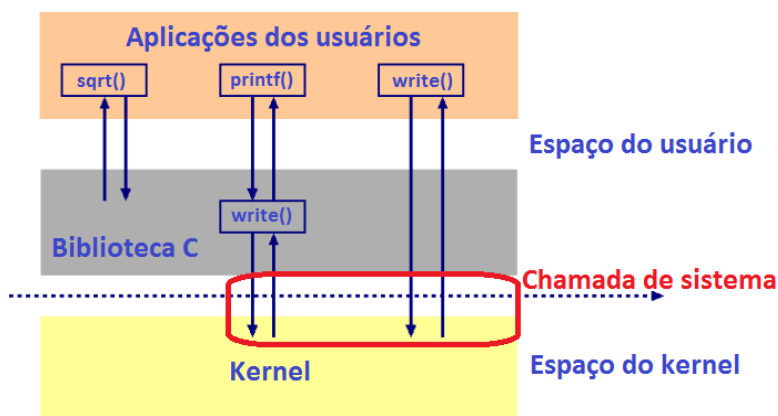 Aplicações dos usuários
sqrt()
printf()
write()
Espaço do usuário
write()
Biblioteca C
Chamada de sistema
Kernel
Espaço do kernel